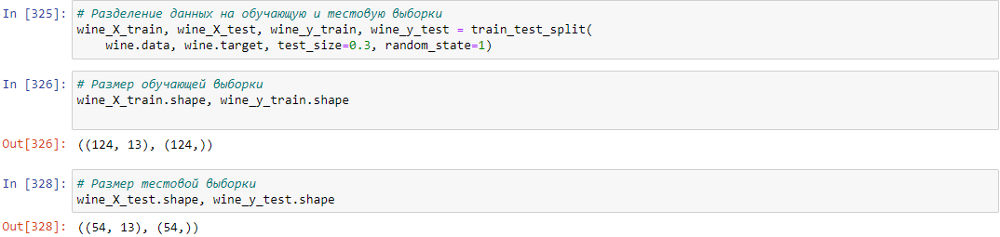 In [325]: # Разделение данных на обучающую и тестовую выборки
wine_X_train, wine_X_test, wine_y_train, wine_y_test = train_test_split(
    wine.data, wine.target, test_size=0.3, random_state=1)
In [326]: # Размер обучающей выборки
wine_X_train.shape, wine_y_train.shape
Out[326]: ((124, 13), (124,))
In [328]: # Размер тестовой выборки
wine_X_test.shape, wine_y_test.shape
Out[328]: ((54, 13), (54,))